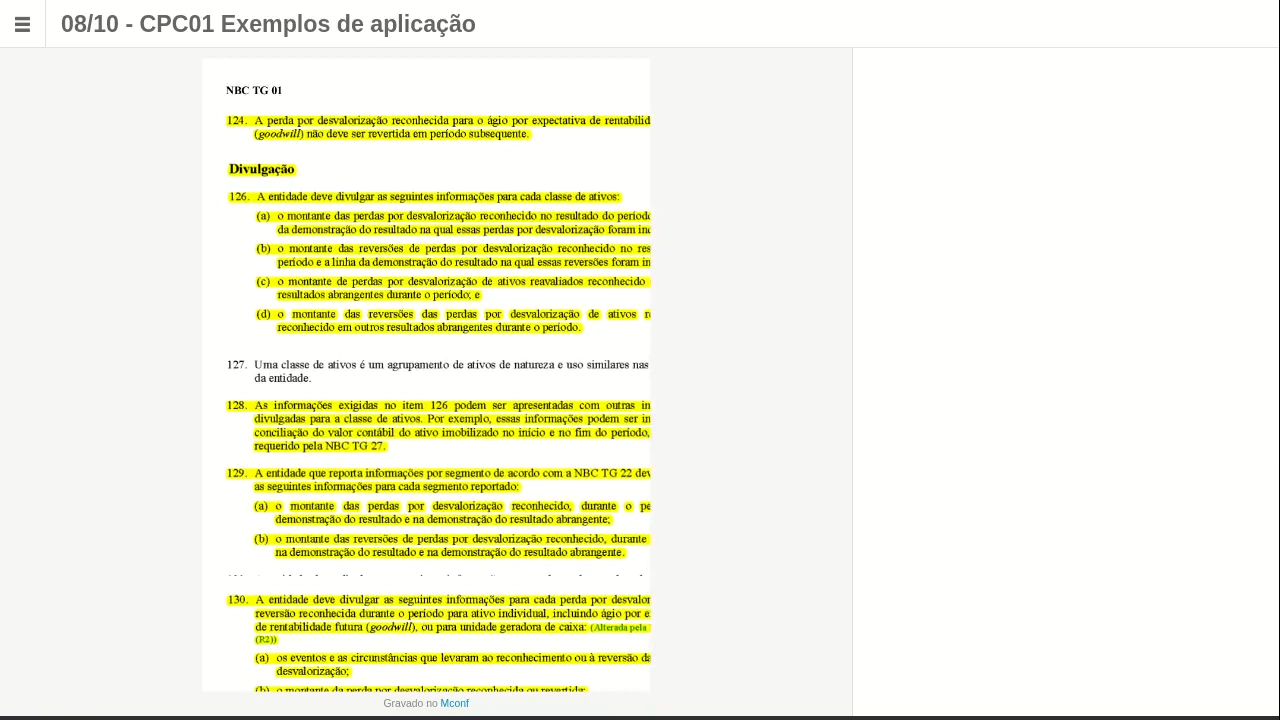 08/10 - CPC01 Exemplos de aplicação
NBC TG 01
124. A perda por desvalorização reconhecida para o ágio por expectativa de rentabilid
(goodwill) não deve ser revertida em período subsequente.
Divulgação
126. A entidade deve divulgar as seguintes informações para cada classe de ativos:
(a) o montante das perdas por desvalorização reconhecido no resultado do período
da demonstração do resultado na qual essas perdas por desvalorização foram inc
(b) o montante das reversões de perdas por desvalorização reconhecido no res
período e a linha da demonstração do resultado na qual essas reversões foram in
(c) o montante de perdas por desvalorização de ativos reavaliados reconhecido
resultados abrangentes durante o período; e
(d) o montante das reversões das perdas por desvalorização de ativos re
reconhecido em outros resultados abrangentes durante o período.
127. Uma classe de ativos é um agrupamento de ativos de natureza e uso similares nas
da entidade.
128. As informações exigidas no item 126 podem ser apresentadas com outras in
divulgadas para a classe de ativos. Por exemplo, essas informações podem ser in
conciliação do valor contábil do ativo imobilizado no início e no fim do período,
requerido pela NBC TG 27.
129. A entidade que reporta informações por segmento de acordo com a NBC TG 22 dev
as seguintes informações para cada segmento reportado:
(a) o montante das perdas por desvalorização reconhecido, durante o pe
demonstração do resultado e na demonstração do resultado abrangente;
(b) o montante das reversões de perdas por desvalorização reconhecido, durante
na demonstração do resultado e na demonstração do resultado abrangente.
130. A entidade deve divulgar as seguintes informações para cada perda por desvalor
reversão reconhecida durante o período para ativo individual, incluindo ágio por e
de rentabilidade futura (goodwill), ou para unidade geradora de caixa: (Alterada pela
(R2))
(a) os eventos e as circunstâncias que levaram ao reconhecimento ou à reversão da
desvalorização;
(b) o montante da perda por desvalorização reconhecida ou revertida;
Gravado no Mconf